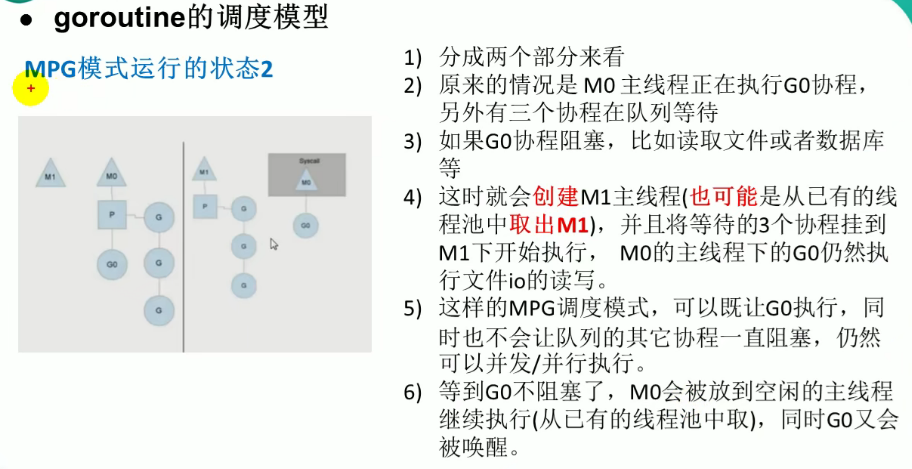 ● goroutine的调度模型
MPG模式运行的状态2
1) 分成两个部分来看
2) 原来的情况是 M0 主线程正在执行G0协程，
另外有三个协程在队列等待
3) 如果G0协程阻塞，比如读取文件或者数据库
等
4) 这时就会创建M1主线程(也可能是从已有的线
程池中取出M1)，并且将等待的3个协程挂到
M1下开始执行， M0的主线程下的G0仍然执
行文件io的读写。
5) 这样的MPG调度模式，可以既让G0执行，同
时也不会让队列的其它协程一直阻塞，仍然
可以并发/并行执行。
6) 等到G0不阻塞了，M0会被放到空闲的主线程
继续执行(从已有的线程池中取)，同时G0又会
被唤醒。
M1
M0
P
G
G0
G
G
M1
P
G
G
G
Syscall
M0
G0